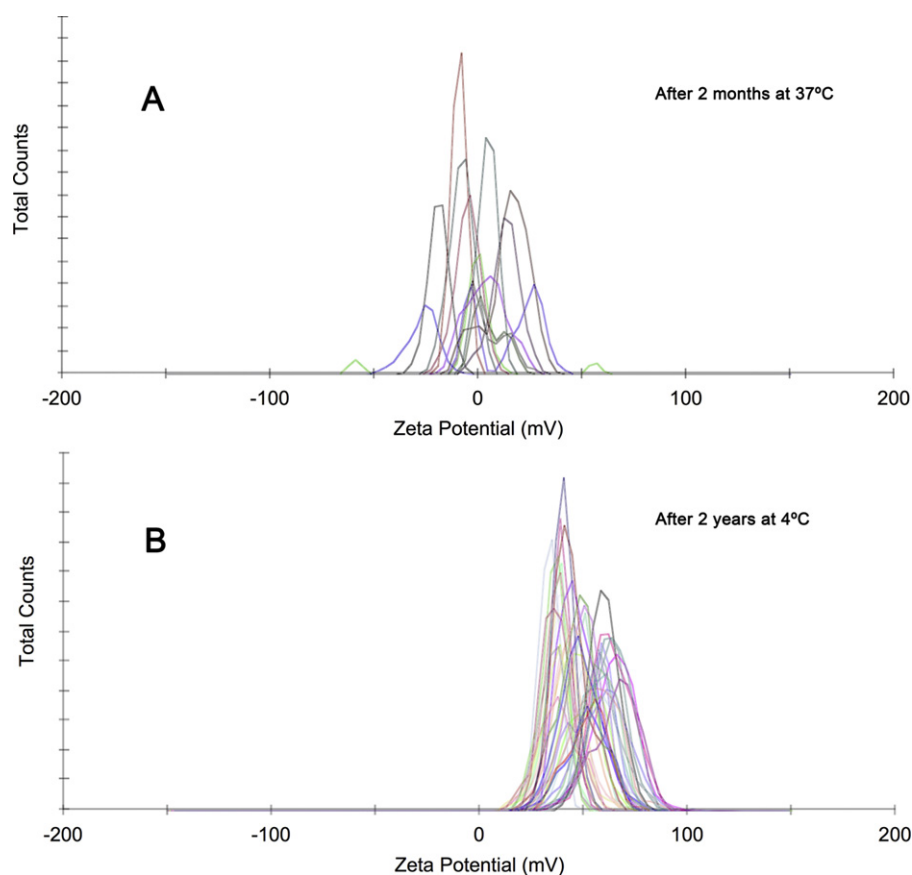 A
After 2 months at 37ºC
Total Counts
-200 -100 0 100 200
Zeta Potential (mV)
B
After 2 years at 4ºC
Total Counts
-200 -100 0 100 200
Zeta Potential (mV)